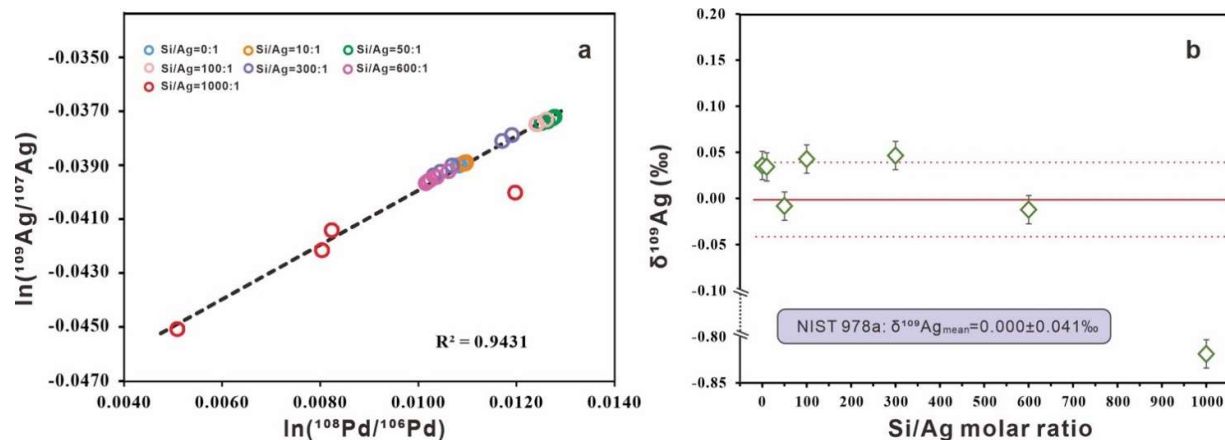 a
Si/Ag=0:1 Si/Ag=10:1 Si/Ag=50:1
Si/Ag=100:1 Si/Ag=300:1 Si/Ag=600:1
Si/Ag=1000:1
ln(¹⁰⁹Ag/¹⁰⁷Ag)
-0.0350
-0.0370
-0.0390
-0.0410
-0.0430
-0.0450
-0.0470
R² = 0.9431
0.0040 0.0060 0.0080 0.0100 0.0120 0.0140
ln(¹⁰⁸Pd/¹⁰⁶Pd)
b
δ¹⁰⁹Ag (‰)
0.20
0.15
0.10
0.05
0.00
-0.05
-0.10
-0.80
-0.85
NIST 978a: δ¹⁰⁹Agmean=0.000±0.041‰
0 100 200 300 400 500 600 700 800 900 1000
Si/Ag molar ratio